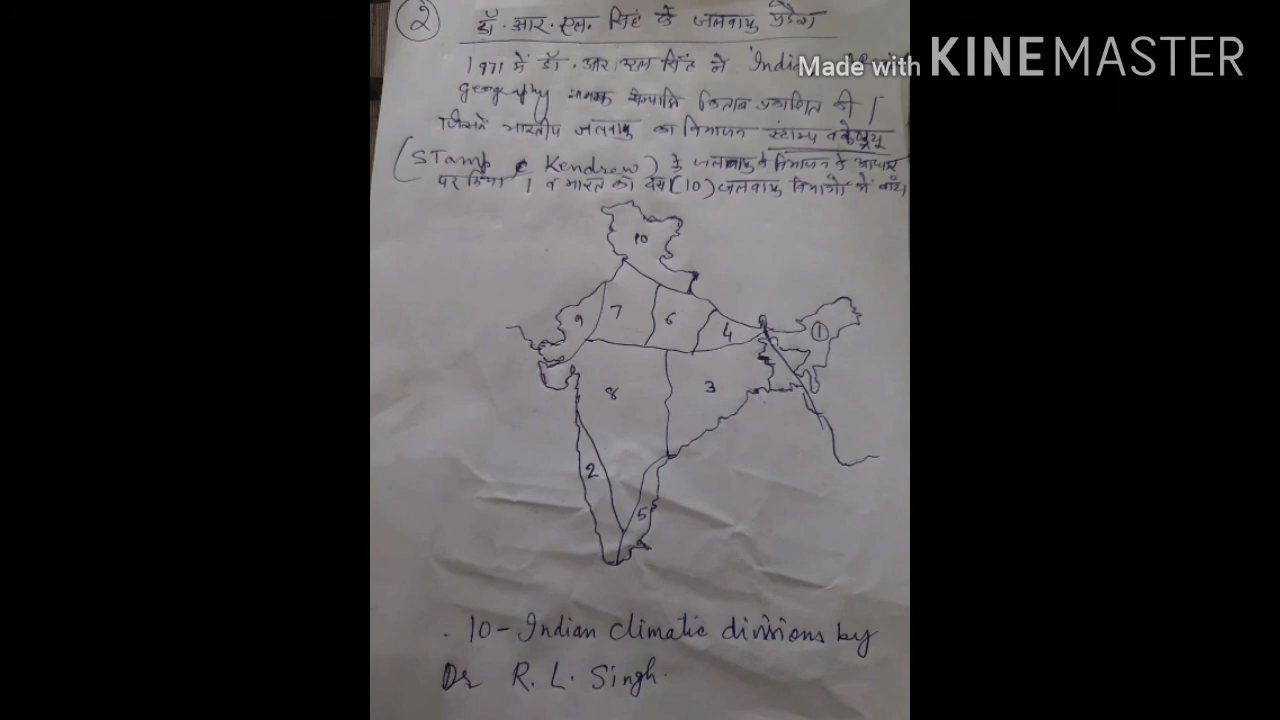 ②
डॉ. आर. एल. सिंह के जलवायु प्रदेश
Made with KINEMASTER
1971 में डॉ. आर एल सिंह ने 'India
Geography नामक किताब प्रकाशित की।
जिसमें भारतीय जलवायु का विभाजन स्टाम्प व केन्ड्रयू
(STamp & Kendrew) के जलवायु के विभाजन के आधार
पर किया। व भारत को दस (10) जलवायु विभागों में बांटा
10
9 7 6 4 ①
8 3
2
5
10- Indian climatic divisions by
Dr R. L. Singh.